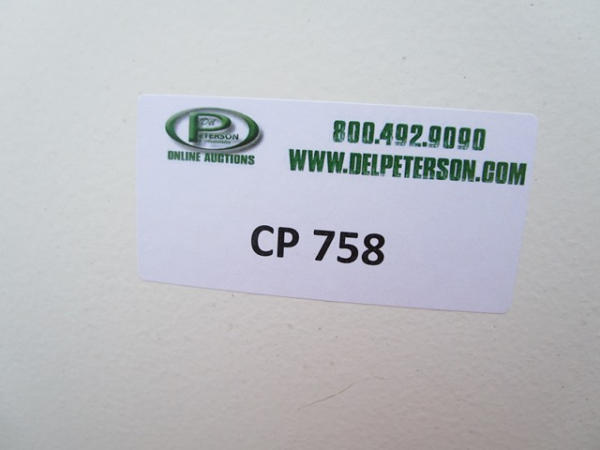 Del
PETERSON
ONLINE AUCTIONS
800.492.9090
WWW.DELPETERSON.COM
CP 758